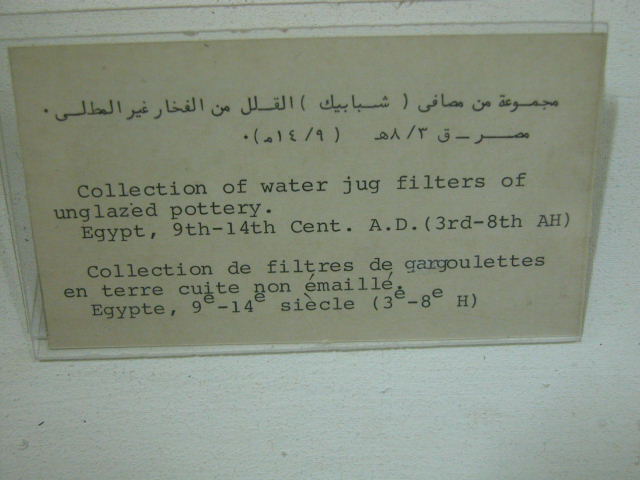 مجموعة من مصافى ( شبابيك ) القلل من الفخار غير المطلى .
مصر - ق ٣/ ٨هـ ( ٩/ ١٤م ) .
Collection of water jug filters of
unglazed pottery.
Egypt, 9th-14th Cent. A.D.(3rd-8th AH)
Collection de filtres de gargoulettes
en terre cuite non émaillé.
Egypte, 9e-14e siècle (3e-8e H)